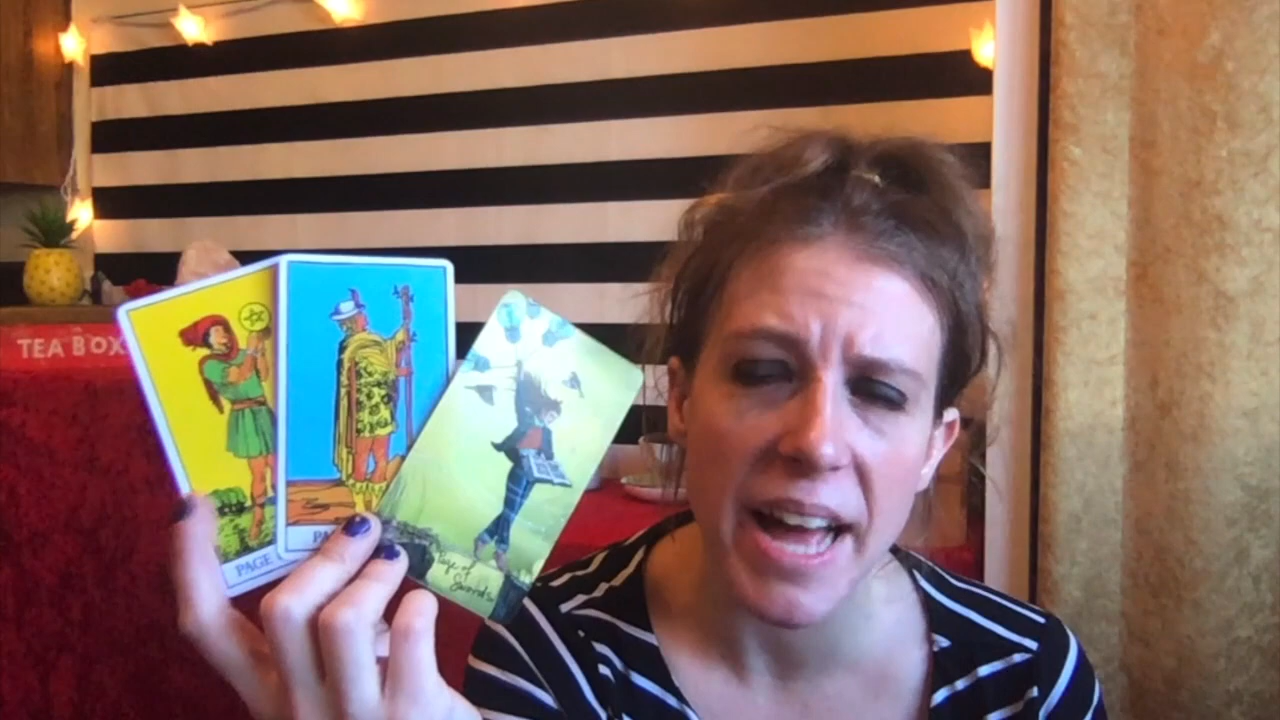 TEA BOX
PAGE
PA
Page of
Swords